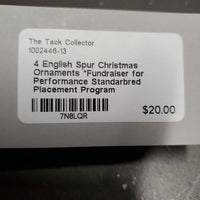 The Tack Collector
1002446-13
4 English Spur Christmas
Ornaments *Fundraiser for
Performance Standarbred
Placement Program
$20.00
7N8LQR